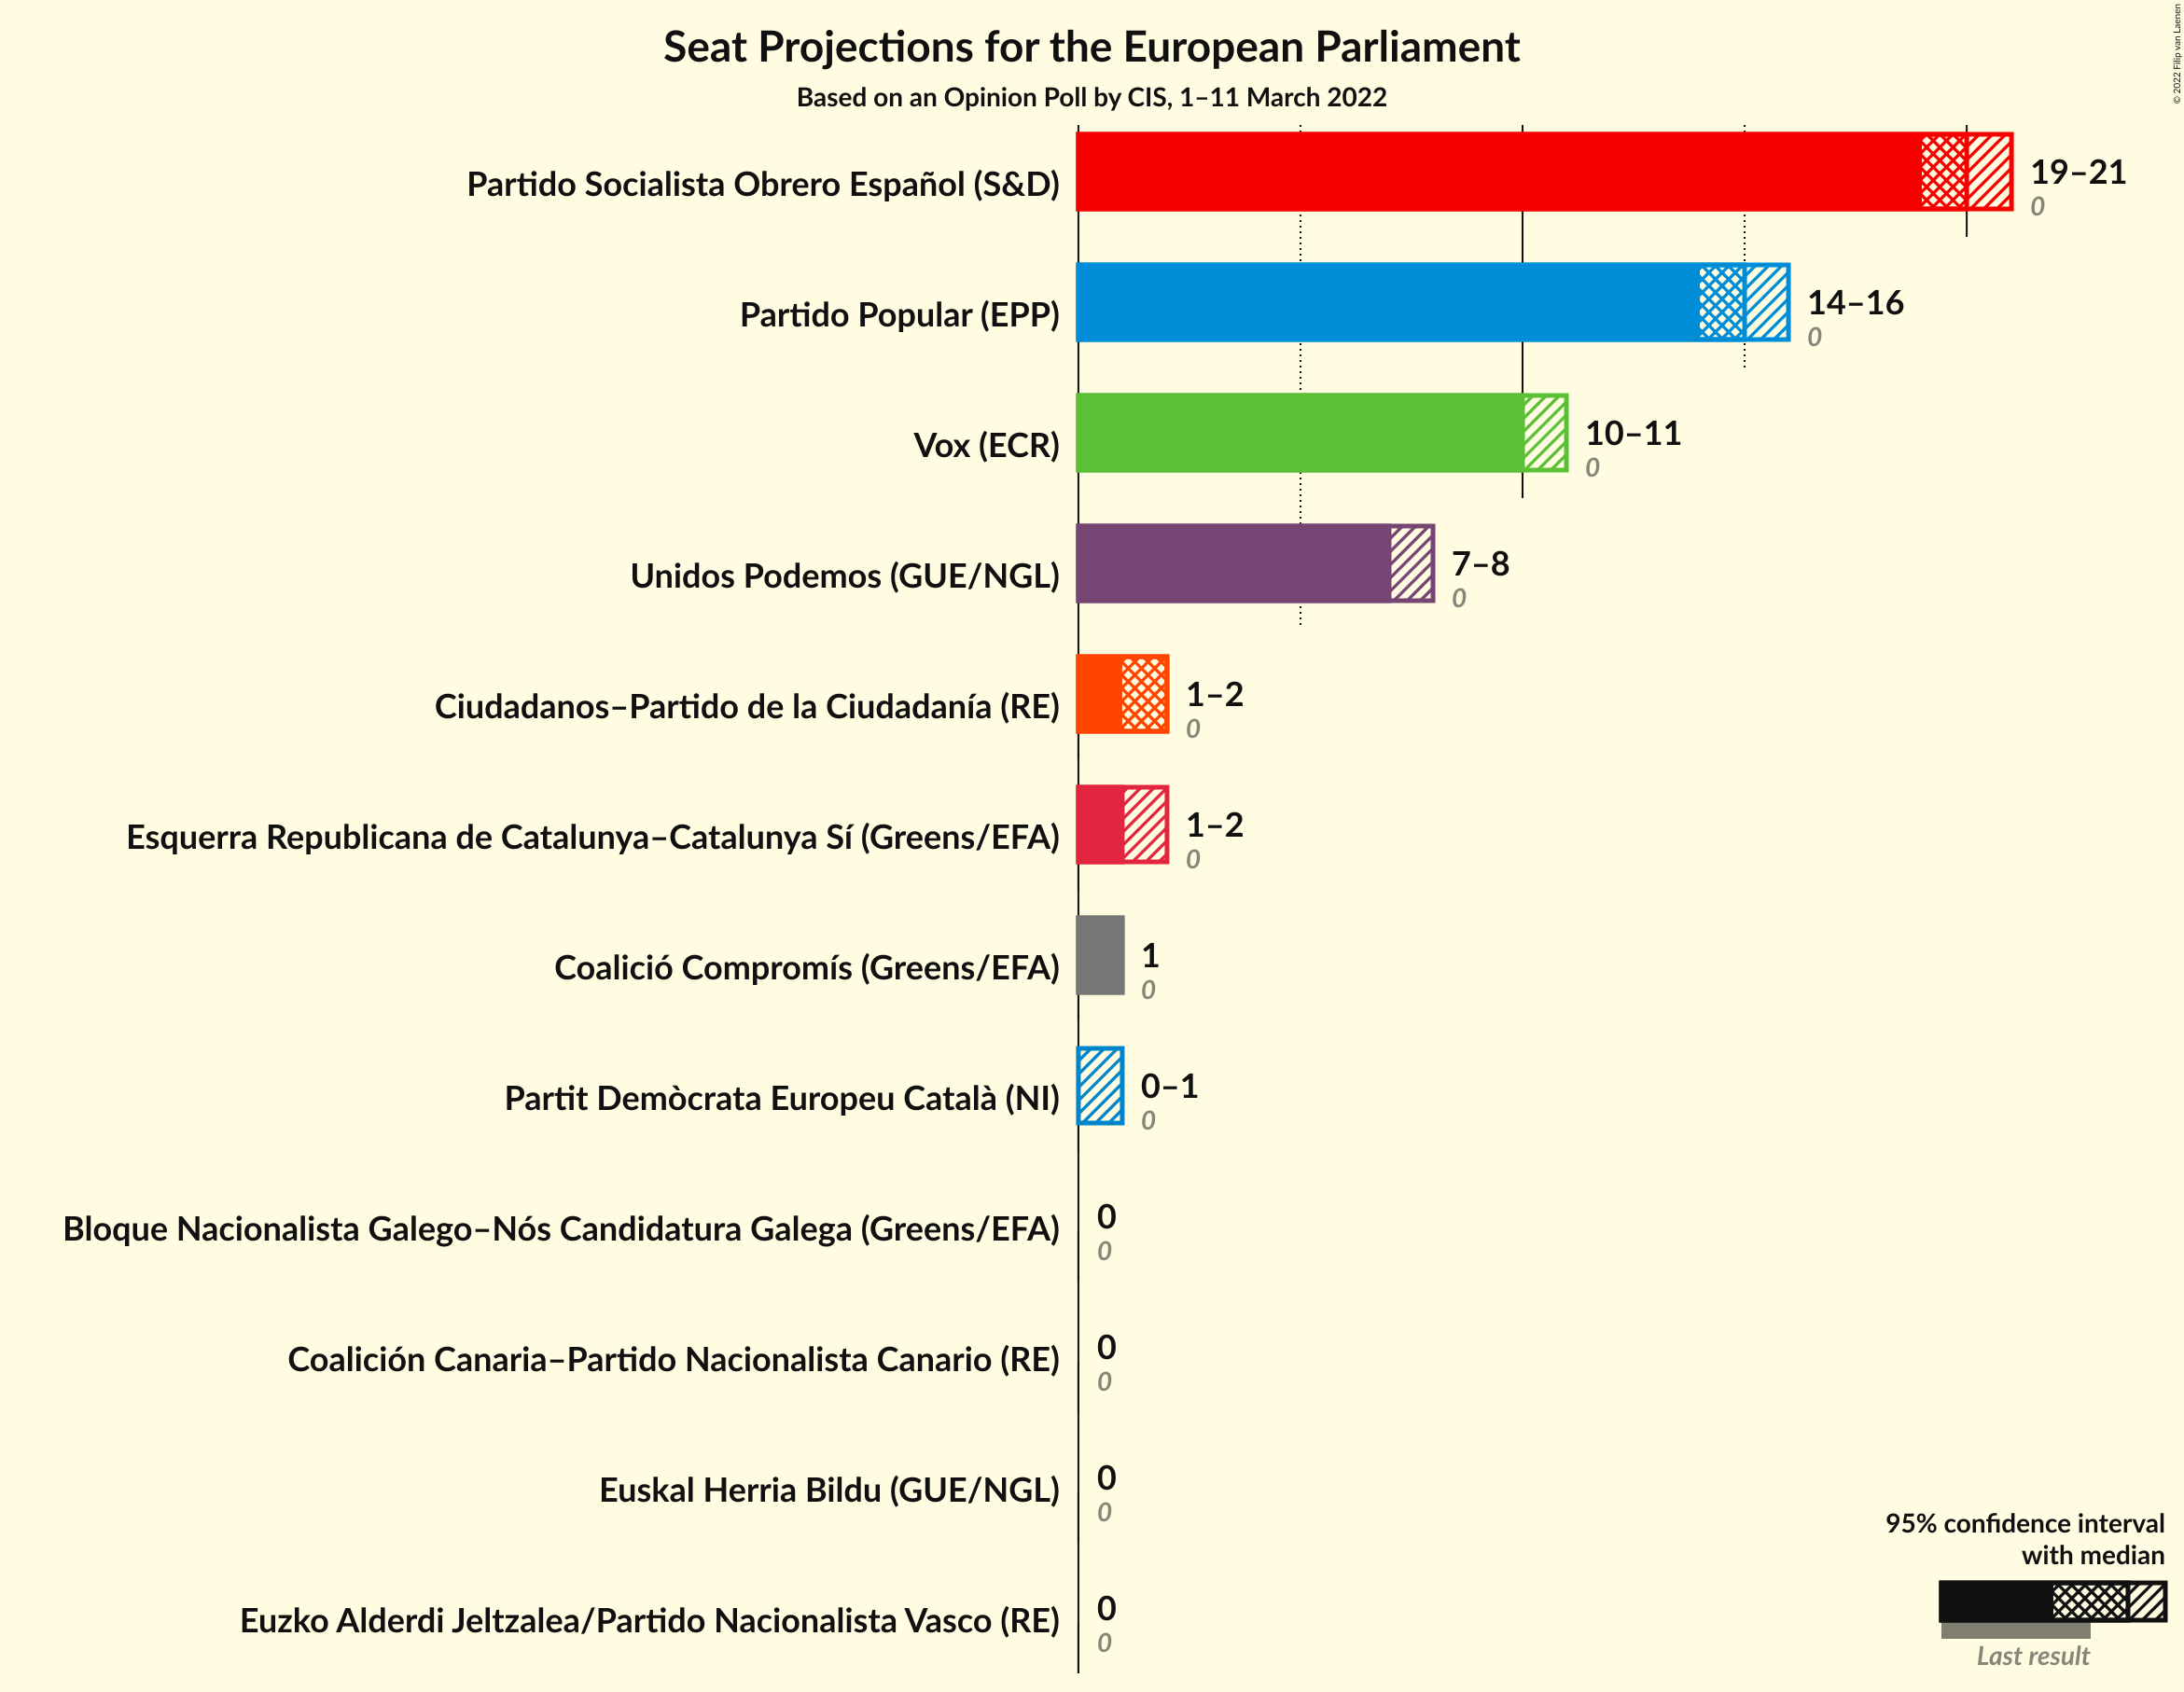 Seat Projections for the European Parliament
Based on an Opinion Poll by CIS, 1–11 March 2022
© 2022 Filip van Laenen
Partido Socialista Obrero Español (S&D)
19–21
0
Partido Popular (EPP)
14–16
0
Vox (ECR)
10–11
0
Unidos Podemos (GUE/NGL)
7–8
0
Ciudadanos–Partido de la Ciudadanía (RE)
1–2
0
Esquerra Republicana de Catalunya–Catalunya Sí (Greens/EFA)
1–2
0
Coalició Compromís (Greens/EFA)
1
0
Partit Demòcrata Europeu Català (NI)
0–1
0
Bloque Nacionalista Galego–Nós Candidatura Galega (Greens/EFA)
0
0
Coalición Canaria–Partido Nacionalista Canario (RE)
0
0
Euskal Herria Bildu (GUE/NGL)
0
0
Euzko Alderdi Jeltzalea/Partido Nacionalista Vasco (RE)
0
0
95% confidence interval
with median
Last result